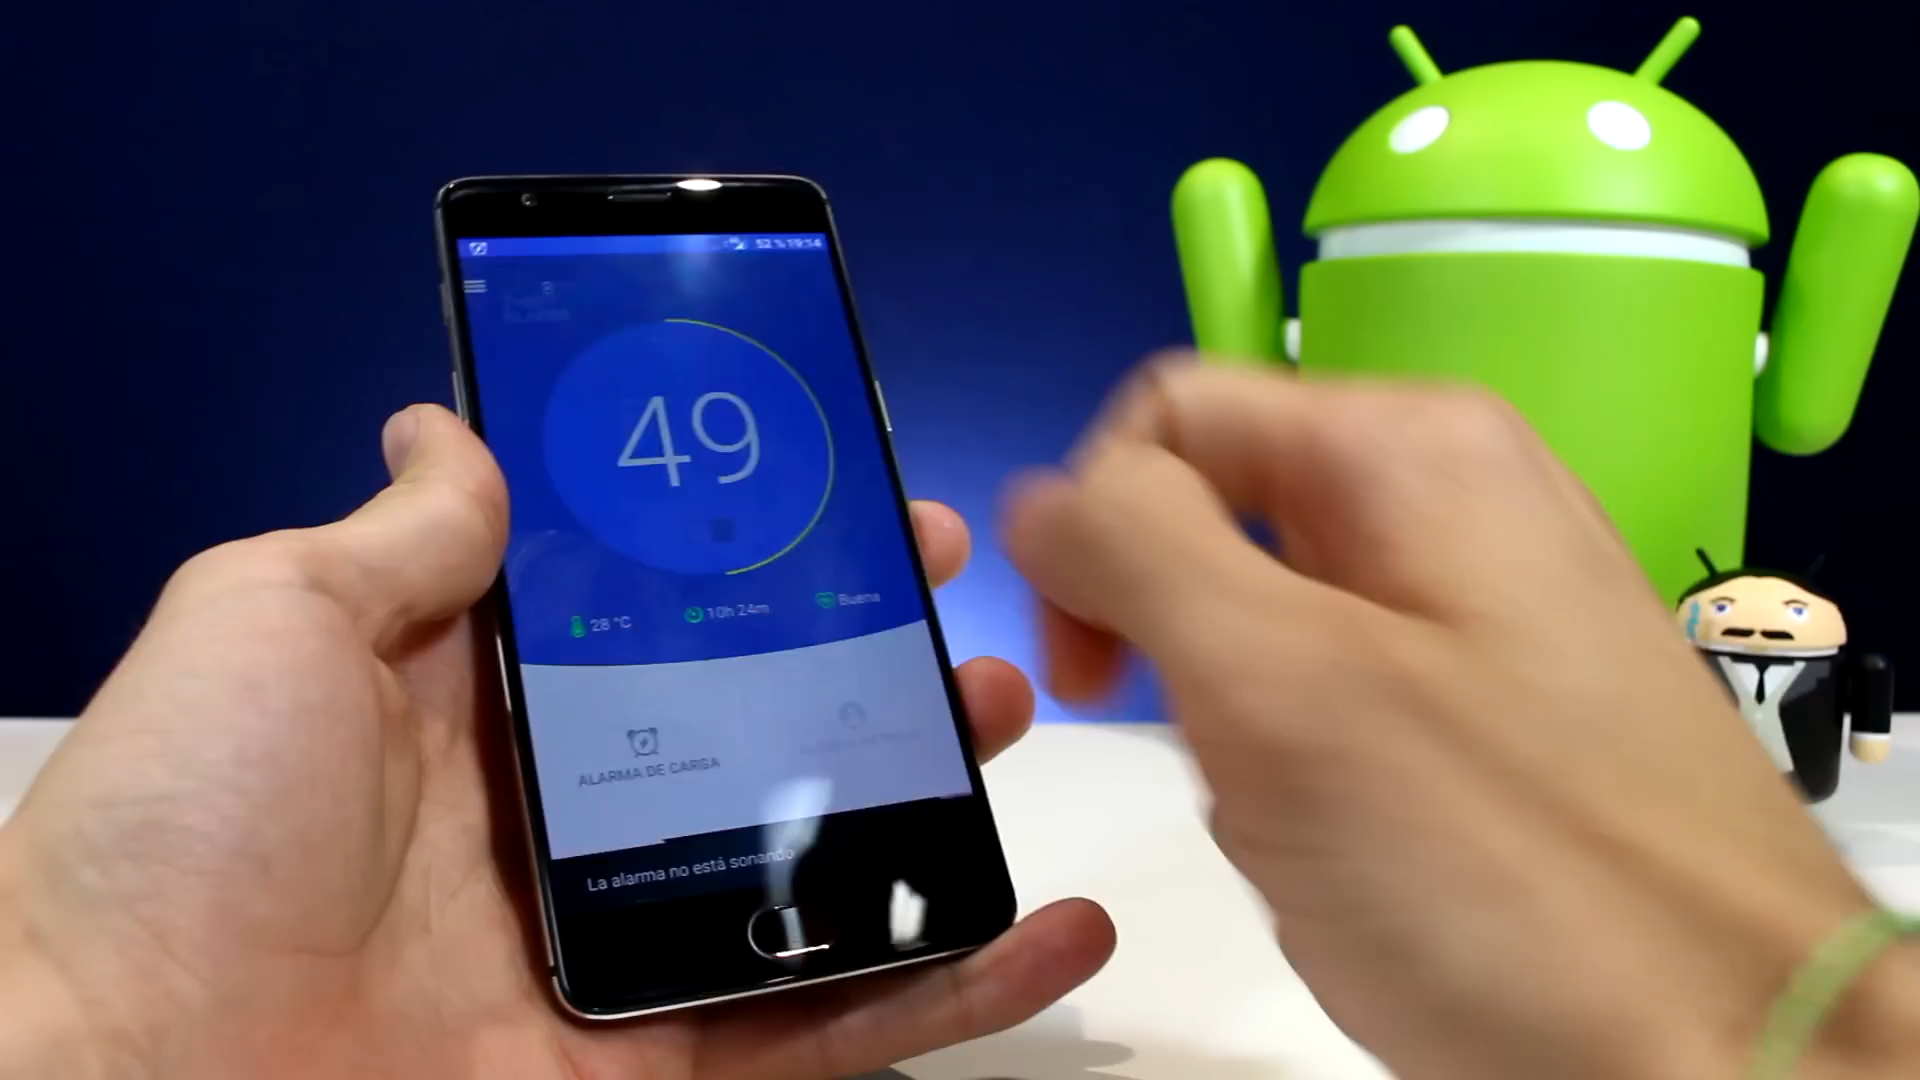 52 % 19:14
49
28 °C
10h 24m
Buena
ALARMA DE CARGA
La alarma no está sonando